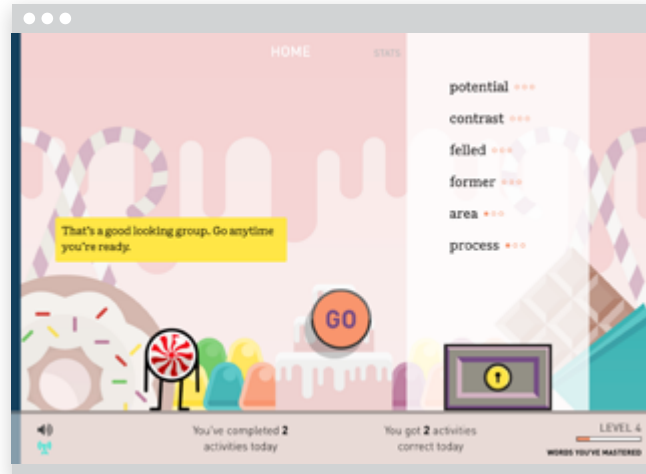 HOME
STATS
potential
contrast
felled
former
area
process
That's a good looking group. Go anytime
you're ready.
GO
You've completed 2
activities today
You got 2 activities
correct today
LEVEL 4
WORDS YOU'VE MASTERED